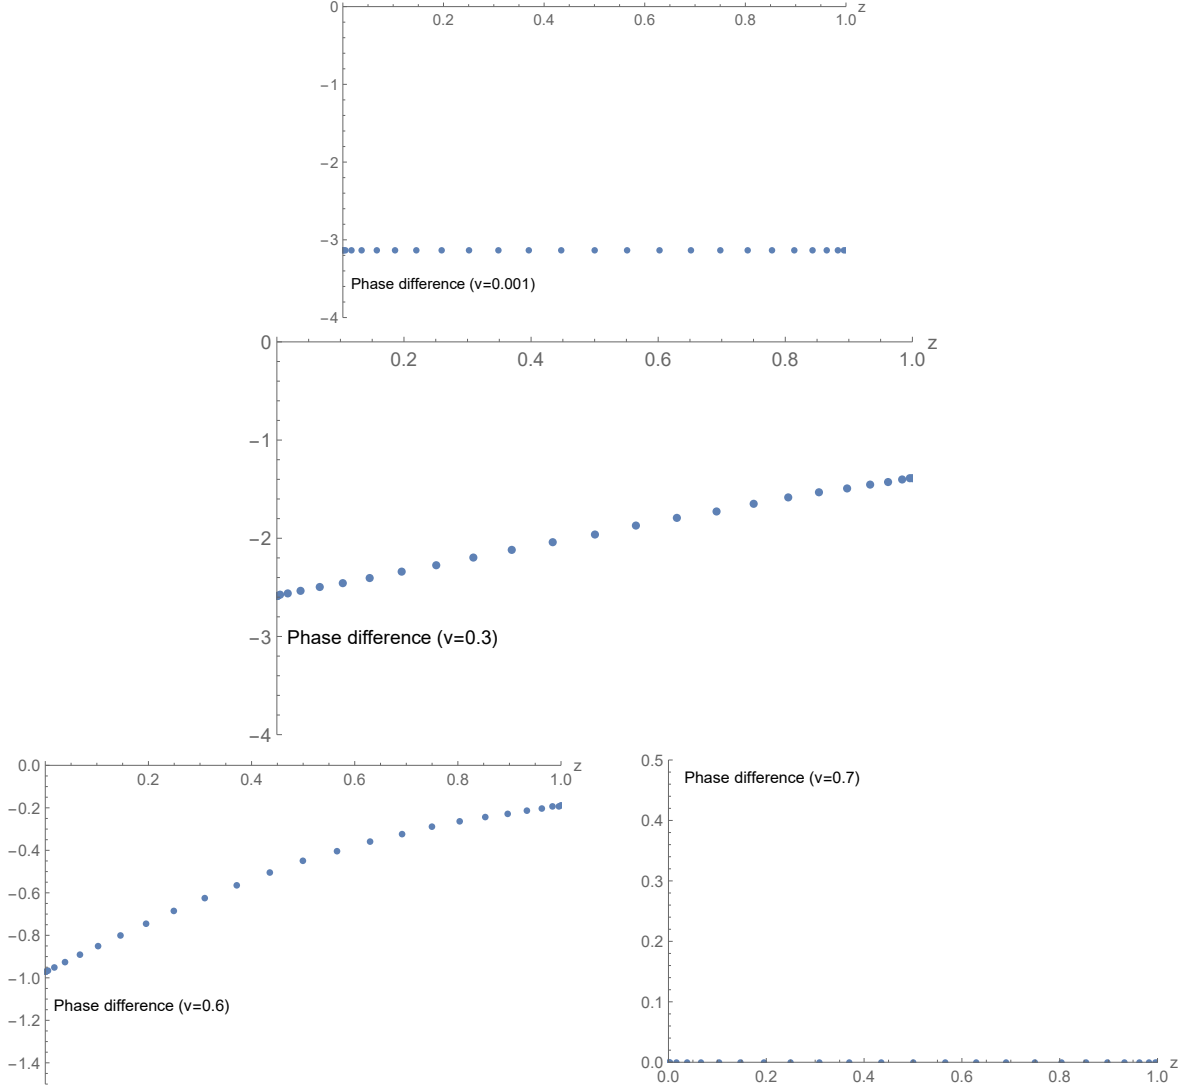 0
0.2 0.4 0.6 0.8 1.0 z
−1
−2
−3
Phase difference (v=0.001)
−4
0
0.2 0.4 0.6 0.8 1.0 z
−1
−2
−3 Phase difference (v=0.3)
−4
0.0
0.2 0.4 0.6 0.8 1.0 z
−0.2
−0.4
−0.6
−0.8
−1.0
Phase difference (v=0.6)
−1.2
−1.4
0.5
Phase difference (v=0.7)
0.4
0.3
0.2
0.1
0.0
0.0 0.2 0.4 0.6 0.8 1.0 z